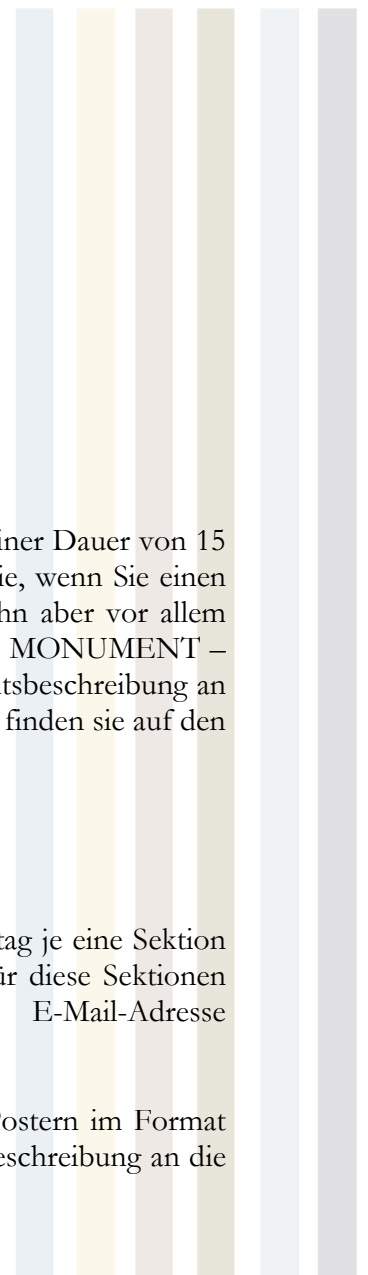 iner Dauer von 15
ie, wenn Sie einen
hn aber vor allem
MONUMENT –
tsbeschreibung an
finden sie auf den
tag je eine Sektion
ür diese Sektionen
E-Mail-Adresse
Postern im Format
eschreibung an die